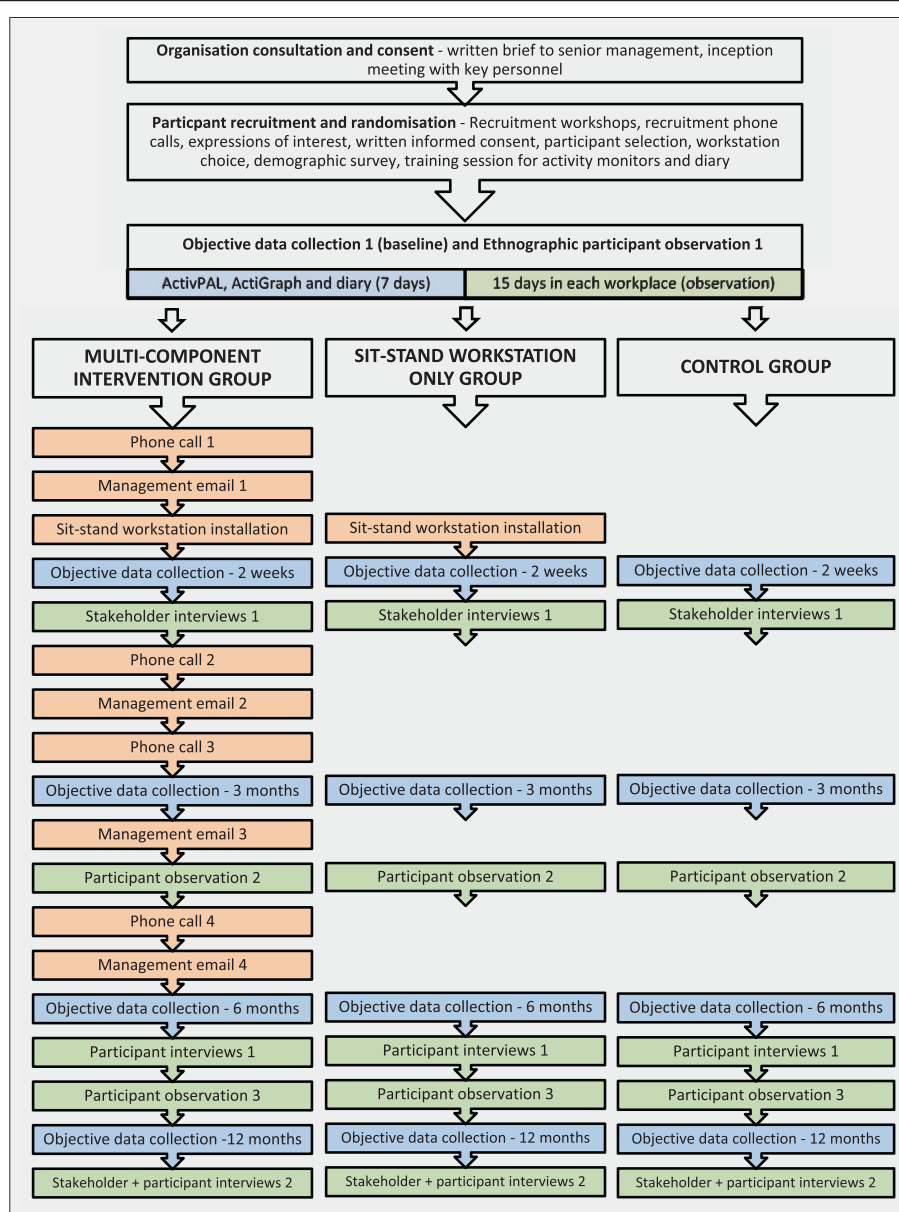 Organisation consultation and consent - written brief to senior management, inception
meeting with key personnel
Particpant recruitment and randomisation - Recruitment workshops, recruitment phone
calls, expressions of interest, written informed consent, participant selection, workstation
choice, demographic survey, training session for activity monitors and diary
Objective data collection 1 (baseline) and Ethnographic participant observation 1
ActivPAL, ActiGraph and diary (7 days)
15 days in each workplace (observation)
MULTI-COMPONENT
INTERVENTION GROUP
SIT-STAND WORKSTATION
ONLY GROUP
CONTROL GROUP
Phone call 1
Management email 1
Sit-stand workstation installation
Sit-stand workstation installation
Objective data collection - 2 weeks
Objective data collection - 2 weeks
Objective data collection - 2 weeks
Stakeholder interviews 1
Stakeholder interviews 1
Stakeholder interviews 1
Phone call 2
Management email 2
Phone call 3
Objective data collection - 3 months
Objective data collection - 3 months
Objective data collection - 3 months
Management email 3
Participant observation 2
Participant observation 2
Participant observation 2
Phone call 4
Management email 4
Objective data collection - 6 months
Objective data collection - 6 months
Objective data collection - 6 months
Participant interviews 1
Participant interviews 1
Participant interviews 1
Participant observation 3
Participant observation 3
Participant observation 3
Objective data collection -12 months
Objective data collection - 12 months
Objective data collection - 12 months
Stakeholder + participant interviews 2
Stakeholder + participant interviews 2
Stakeholder + participant interviews 2